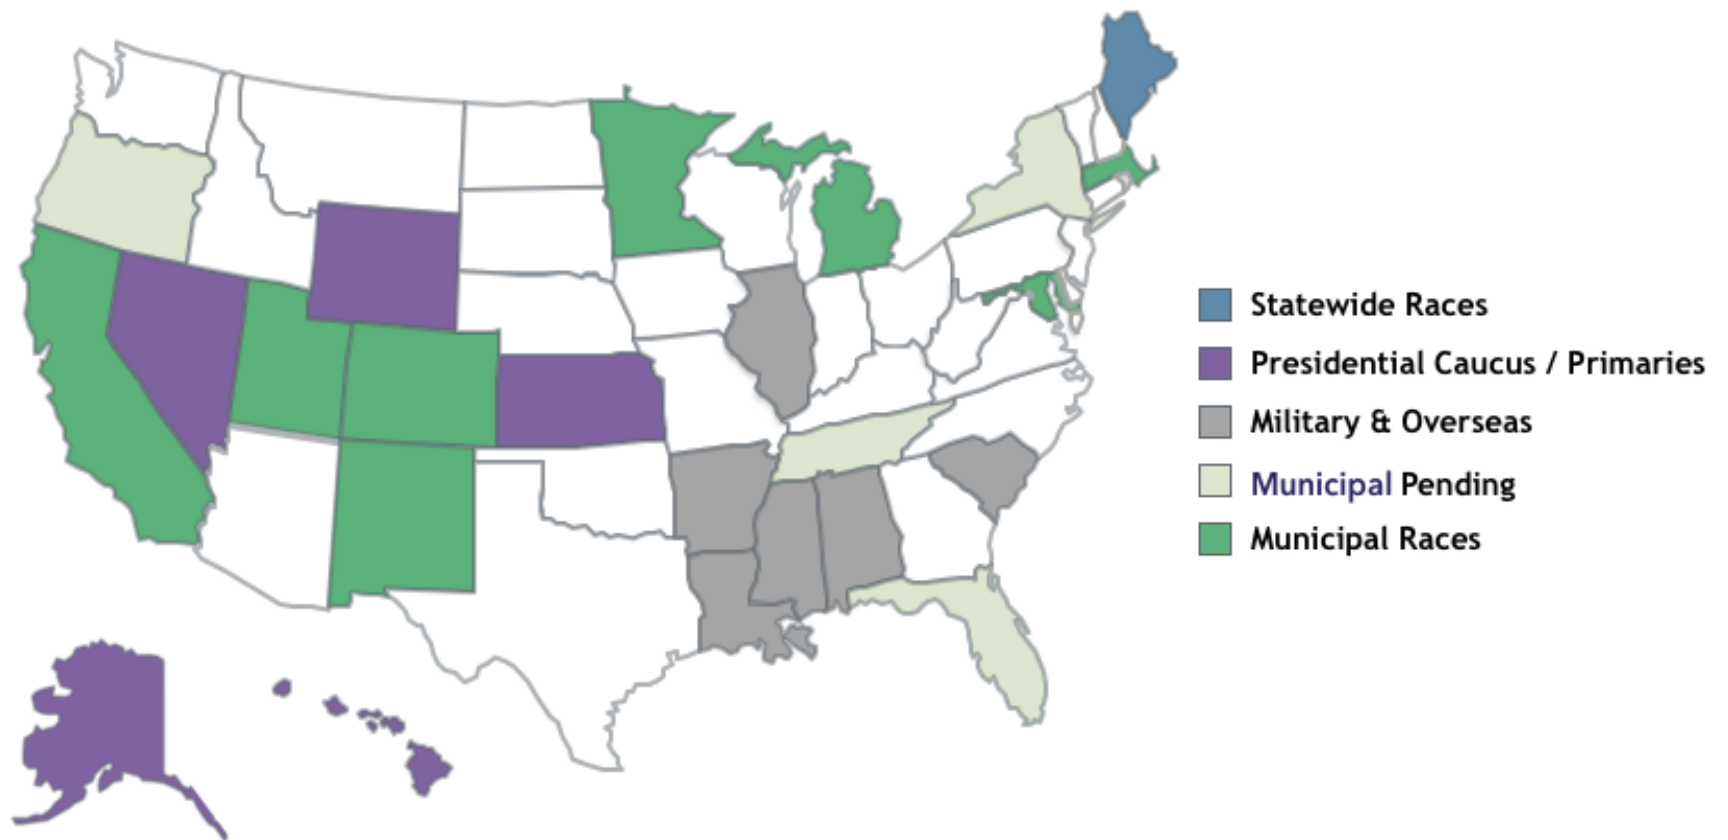 Statewide Races
Presidential Caucus / Primaries
Military & Overseas
Municipal Pending
Municipal Races